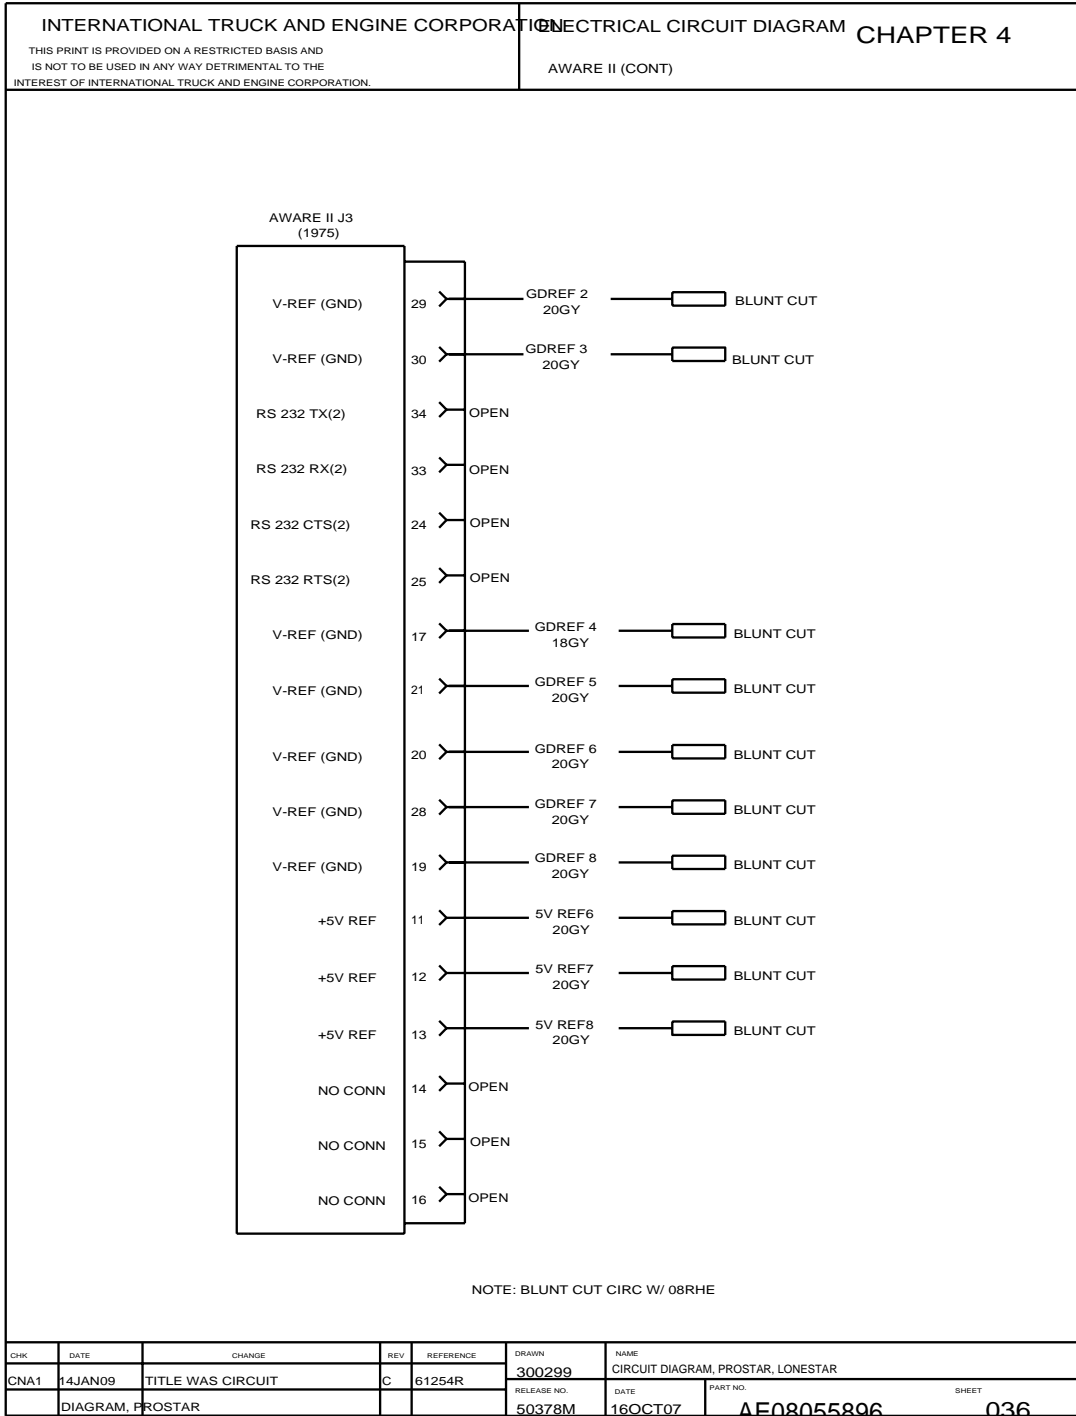 INTERNATIONAL TRUCK AND ENGINE CORPORATION
THIS PRINT IS PROVIDED ON A RESTRICTED BASIS AND
IS NOT TO BE USED IN ANY WAY DETRIMENTAL TO THE
INTEREST OF INTERNATIONAL TRUCK AND ENGINE CORPORATION.
ELECTRICAL CIRCUIT DIAGRAM
CHAPTER 4
AWARE II (CONT)
AWARE II J3
(1975)
V-REF (GND) 29 GDREF 2 BLUNT CUT
20GY
V-REF (GND) 30 GDREF 3 BLUNT CUT
20GY
RS 232 TX(2) 34 OPEN
RS 232 RX(2) 33 OPEN
RS 232 CTS(2) 24 OPEN
RS 232 RTS(2) 25 OPEN
V-REF (GND) 17 GDREF 4 BLUNT CUT
18GY
V-REF (GND) 21 GDREF 5 BLUNT CUT
20GY
V-REF (GND) 20 GDREF 6 BLUNT CUT
20GY
V-REF (GND) 28 GDREF 7 BLUNT CUT
20GY
V-REF (GND) 19 GDREF 8 BLUNT CUT
20GY
+5V REF 11 5V REF6 BLUNT CUT
20GY
+5V REF 12 5V REF7 BLUNT CUT
20GY
+5V REF 13 5V REF8 BLUNT CUT
20GY
NO CONN 14 OPEN
NO CONN 15 OPEN
NO CONN 16 OPEN
NOTE: BLUNT CUT CIRC W/ 08RHE
CHK DATE CHANGE REV REFERENCE
CNA1 14JAN09 TITLE WAS CIRCUIT C 61254R
DIAGRAM, PROSTAR
DRAWN
300299
NAME
CIRCUIT DIAGRAM, PROSTAR, LONESTAR
RELEASE NO.
50378M
DATE
16OCT07
PART NO.
AE08055896
SHEET
036